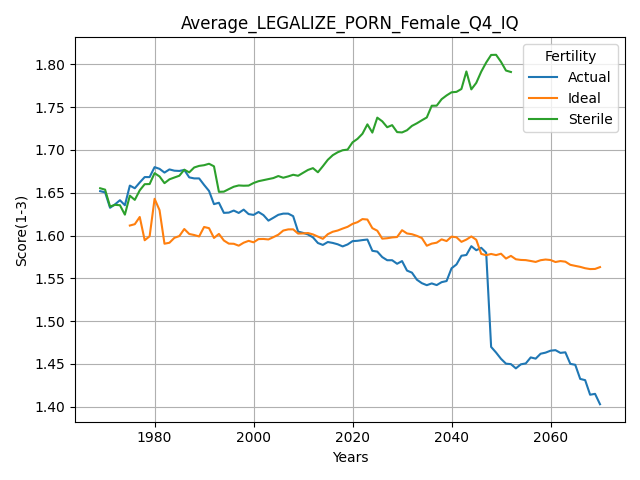 Average_LEGALIZE_PORN_Female_Q4_IQ
Fertility
Actual
Ideal
Sterile
Score(1-3)
1.80
1.75
1.70
1.65
1.60
1.55
1.50
1.45
1.40
1980
2000
2020
2040
2060
Years